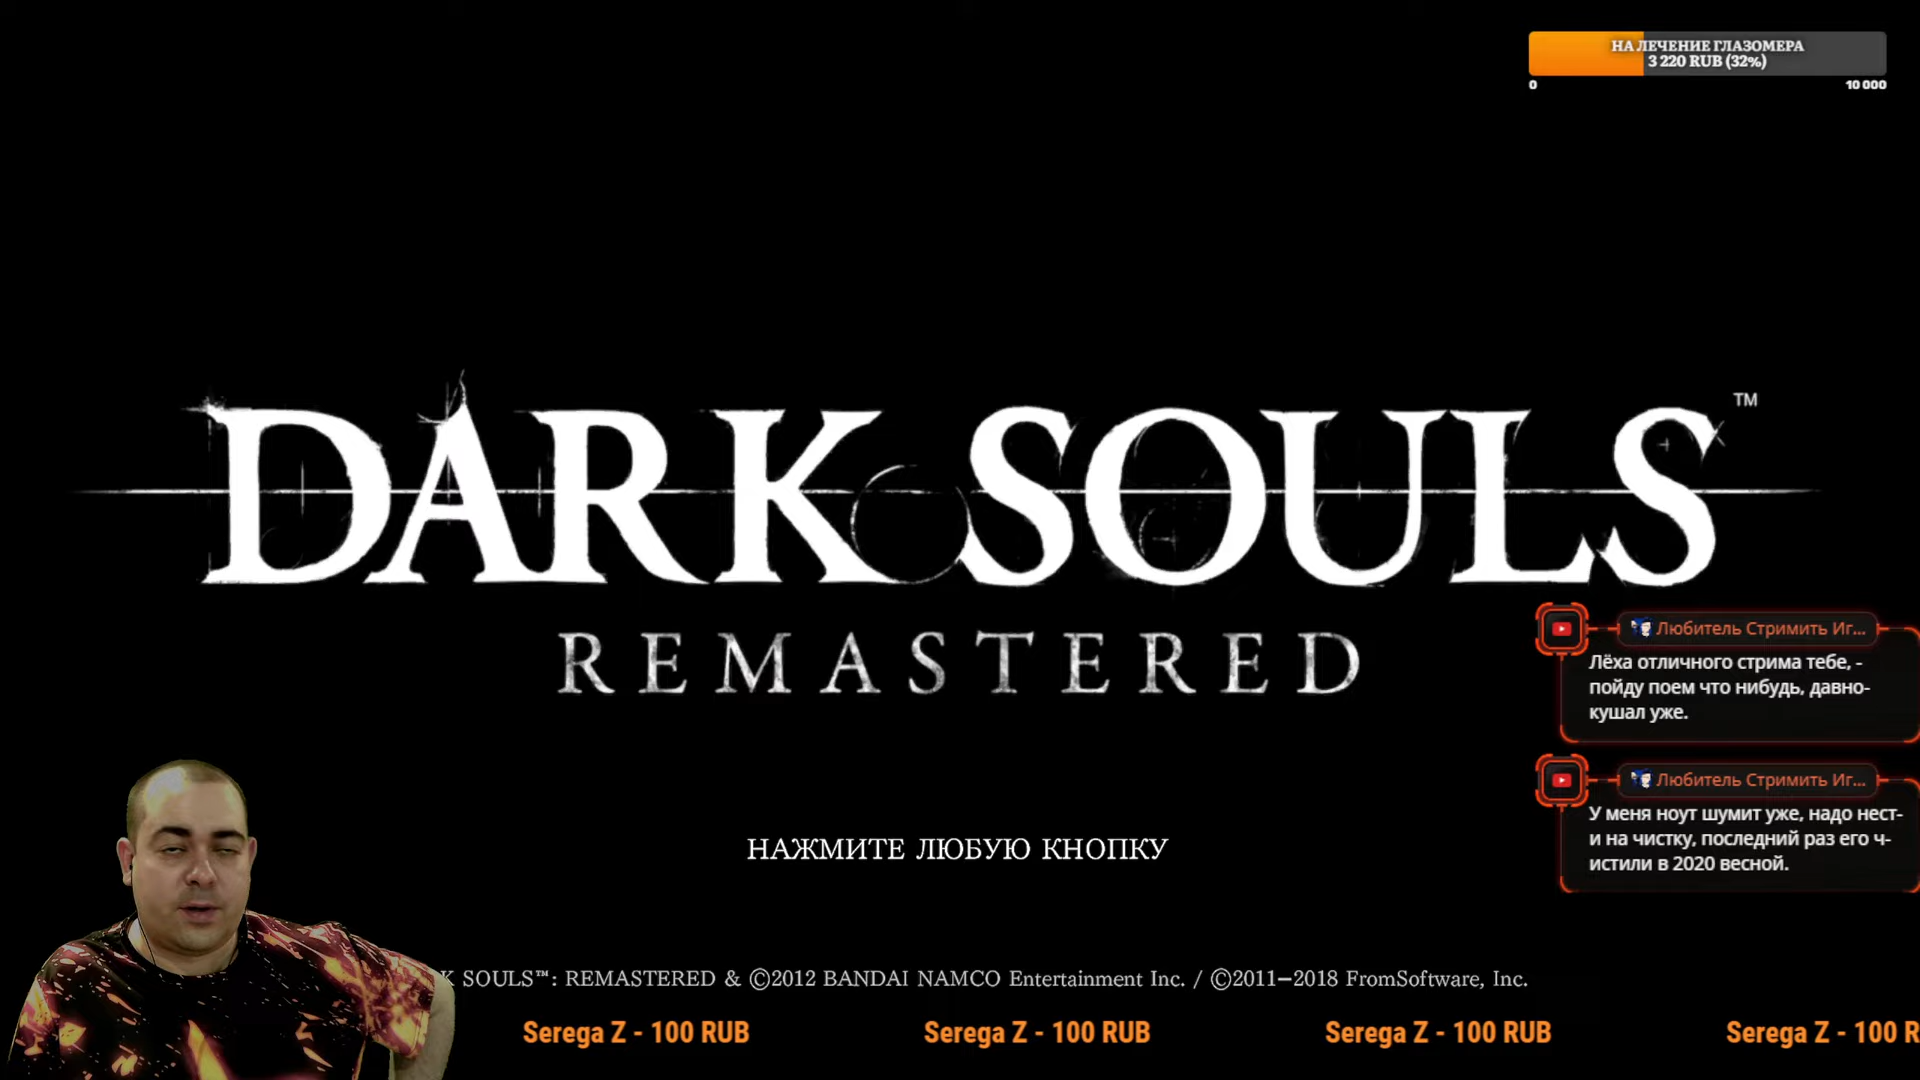 НА ЛЕЧЕНИЕ ГЛАЗОМЕРА
3 220 RUB (32%)
0 10 000
DARK SOULS™
REMASTERED
Любитель Стримить Иг...
Лёха отличного стрима тебе, -
пойду поем что нибудь, давно-
кушал уже.
Любитель Стримить Иг...
У меня ноут шумит уже, надо нест-
и на чистку, последний раз его ч-
истили в 2020 весной.
НАЖМИТЕ ЛЮБУЮ КНОПКУ
K SOULS™: REMASTERED & ©2012 BANDAI NAMCO Entertainment Inc. / ©2011–2018 FromSoftware, Inc.
Serega Z - 100 RUB Serega Z - 100 RUB Serega Z - 100 RUB Serega Z - 100 R